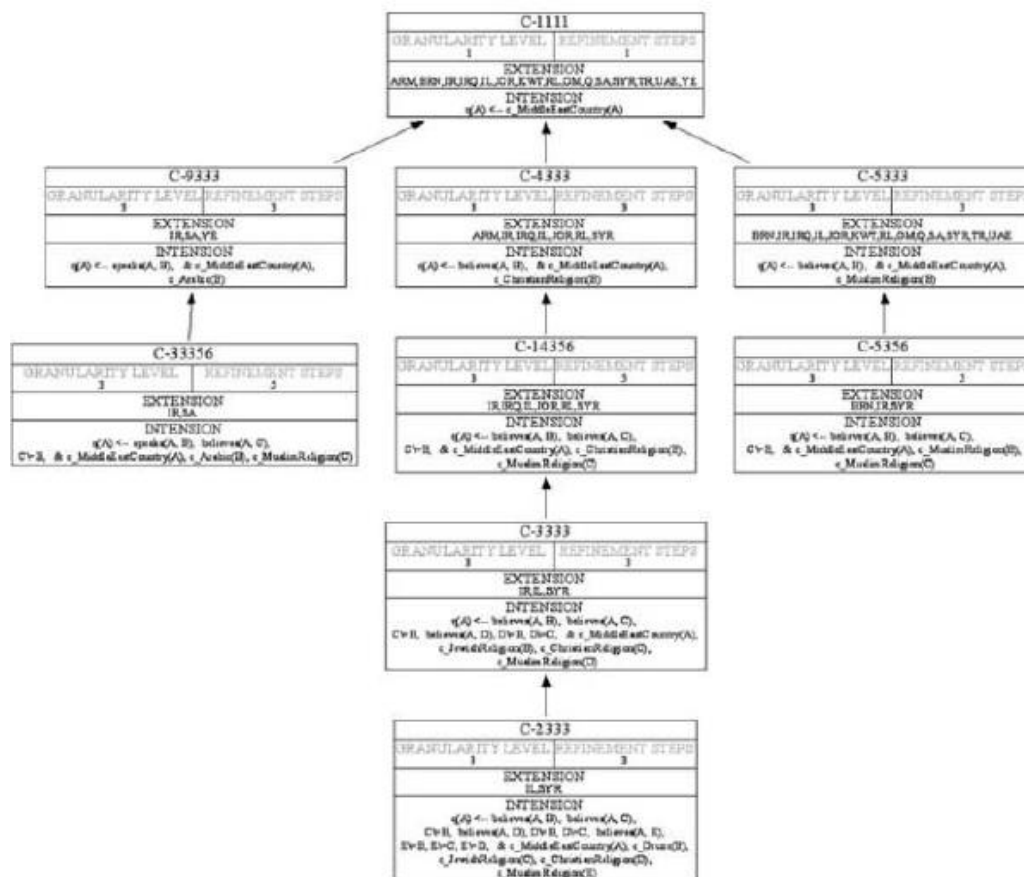 C-1111
GRANULARITY LEVEL REFINEMENT STEPS
1 1
EXTENSION
ARM,BRN,IR,IRQ,IL,JOR,KWT,RL,OM,Q,SA,SYR,TR,UAE,YE
INTENSION
q(A) <-- c_MiddleEastCountry(A)
C-9333
GRANULARITY LEVEL REFINEMENT STEPS
3 3
EXTENSION
IR,SA,YE
INTENSION
q(A) <-- speaks(A, B), & c_MiddleEastCountry(A),
c_Arabic(B)
C-4333
GRANULARITY LEVEL REFINEMENT STEPS
3 3
EXTENSION
ARM,IR,IRQ,IL,JOR,RL,SYR
INTENSION
q(A) <-- believes(A, B), & c_MiddleEastCountry(A),
c_ChristianReligion(B)
C-5333
GRANULARITY LEVEL REFINEMENT STEPS
3 3
EXTENSION
BRN,IR,IRQ,IL,JOR,KWT,RL,OM,Q,SA,SYR,TR,UAE
INTENSION
q(A) <-- believes(A, B), & c_MiddleEastCountry(A),
c_MuslimReligion(B)
C-33356
GRANULARITY LEVEL REFINEMENT STEPS
3 5
EXTENSION
IR,SA
INTENSION
q(A) <-- speaks(A, B), believes(A, C),
C\=B, & c_MiddleEastCountry(A), c_Arabic(B), c_MuslimReligion(C)
C-14356
GRANULARITY LEVEL REFINEMENT STEPS
3 5
EXTENSION
IR,IRQ,IL,JOR,RL,SYR
INTENSION
q(A) <-- believes(A, B), believes(A, C),
C\=B, & c_MiddleEastCountry(A), c_ChristianReligion(B),
c_MuslimReligion(C)
C-5356
GRANULARITY LEVEL REFINEMENT STEPS
3 5
EXTENSION
BRN,IR,SYR
INTENSION
q(A) <-- believes(A, B), believes(A, C),
C\=B, & c_MiddleEastCountry(A), c_MuslimReligion(B),
c_MuslimReligion(C)
C-3333
GRANULARITY LEVEL REFINEMENT STEPS
3 3
EXTENSION
IR,IL,SYR
INTENSION
q(A) <-- believes(A, B), believes(A, C),
C\=B, believes(A, D), D\=B, D\=C, & c_MiddleEastCountry(A),
c_JewishReligion(B), c_ChristianReligion(C),
c_MuslimReligion(D)
C-2333
GRANULARITY LEVEL REFINEMENT STEPS
3 3
EXTENSION
IL,SYR
INTENSION
q(A) <-- believes(A, B), believes(A, C),
C\=B, believes(A, D), D\=B, D\=C, believes(A, E),
E\=B, E\=C, E\=D, & c_MiddleEastCountry(A), c_Druze(B),
c_JewishReligion(C), c_ChristianReligion(D),
c_MuslimReligion(E)